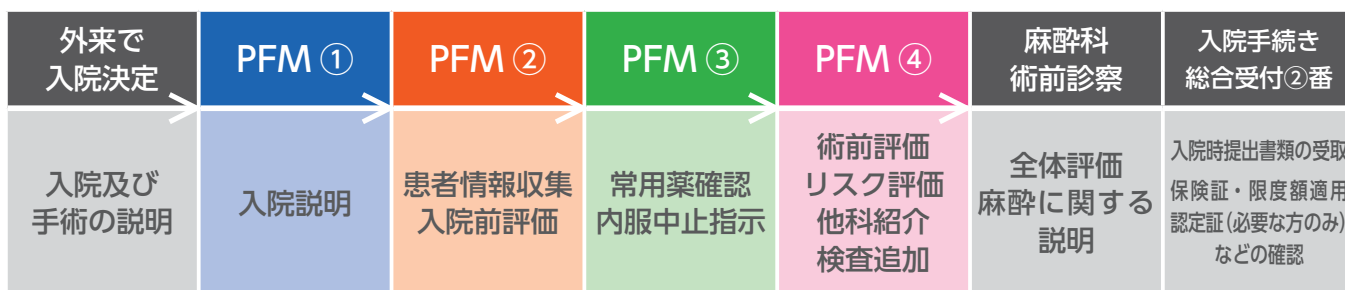 外来で
入院決定
PFM ①
PFM ②
PFM ③
PFM ④
麻酔科
術前診察
入院手続き
総合受付②番
入院及び
手術の説明
入院説明
患者情報収集
入院前評価
常用薬確認
内服中止指示
術前評価
リスク評価
他科紹介
検査追加
全体評価
麻酔に関する
説明
入院時提出書類の受取
保険証・限度額適用
認定証(必要な方のみ)
などの確認